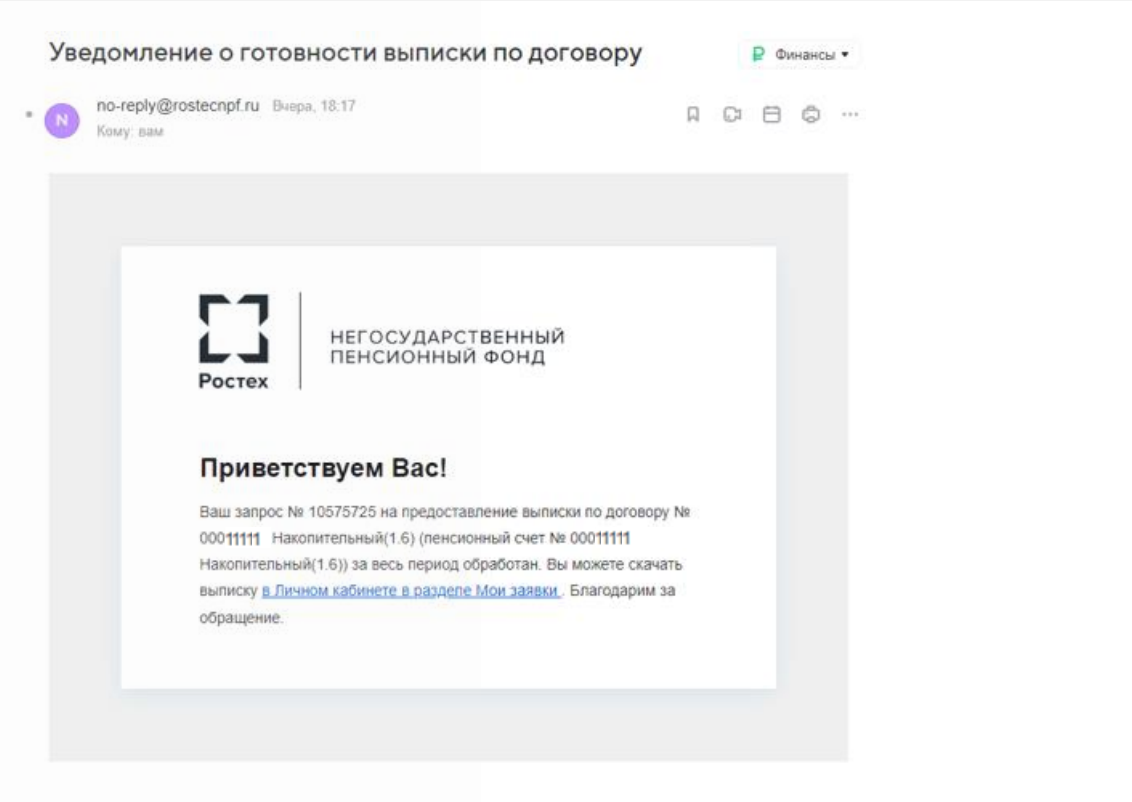 Уведомление о готовности выписки по договору
Финансы
N
no-reply@rostecnpf.ru Вчера, 18:17
Кому: вам
Ростех
НЕГОСУДАРСТВЕННЫЙ
ПЕНСИОННЫЙ ФОНД
Приветствуем Вас!
Ваш запрос № 10575725 на предоставление выписки по договору №
00011111 Накопительный(1.6) (пенсионный счет № 00011111
Накопительный(1.6)) за весь период обработан. Вы можете скачать
выписку в Личном кабинете в разделе Мои заявки . Благодарим за
обращение.